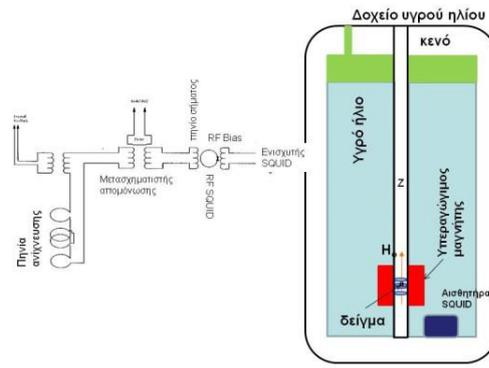 Δοχείο υγρού ηλίου
κενό
Υγρό ήλιο
z
H
Υπεραγώγιμος
μαγνήτης
δείγμα
Αισθητήρα
SQUID
πηνίο σήματος
RF Bias
Ενισχυτής
SQUID
RF SQUID
Μετασχηματιστής
απομόνωσης
Πηνία
ανίχνευσης